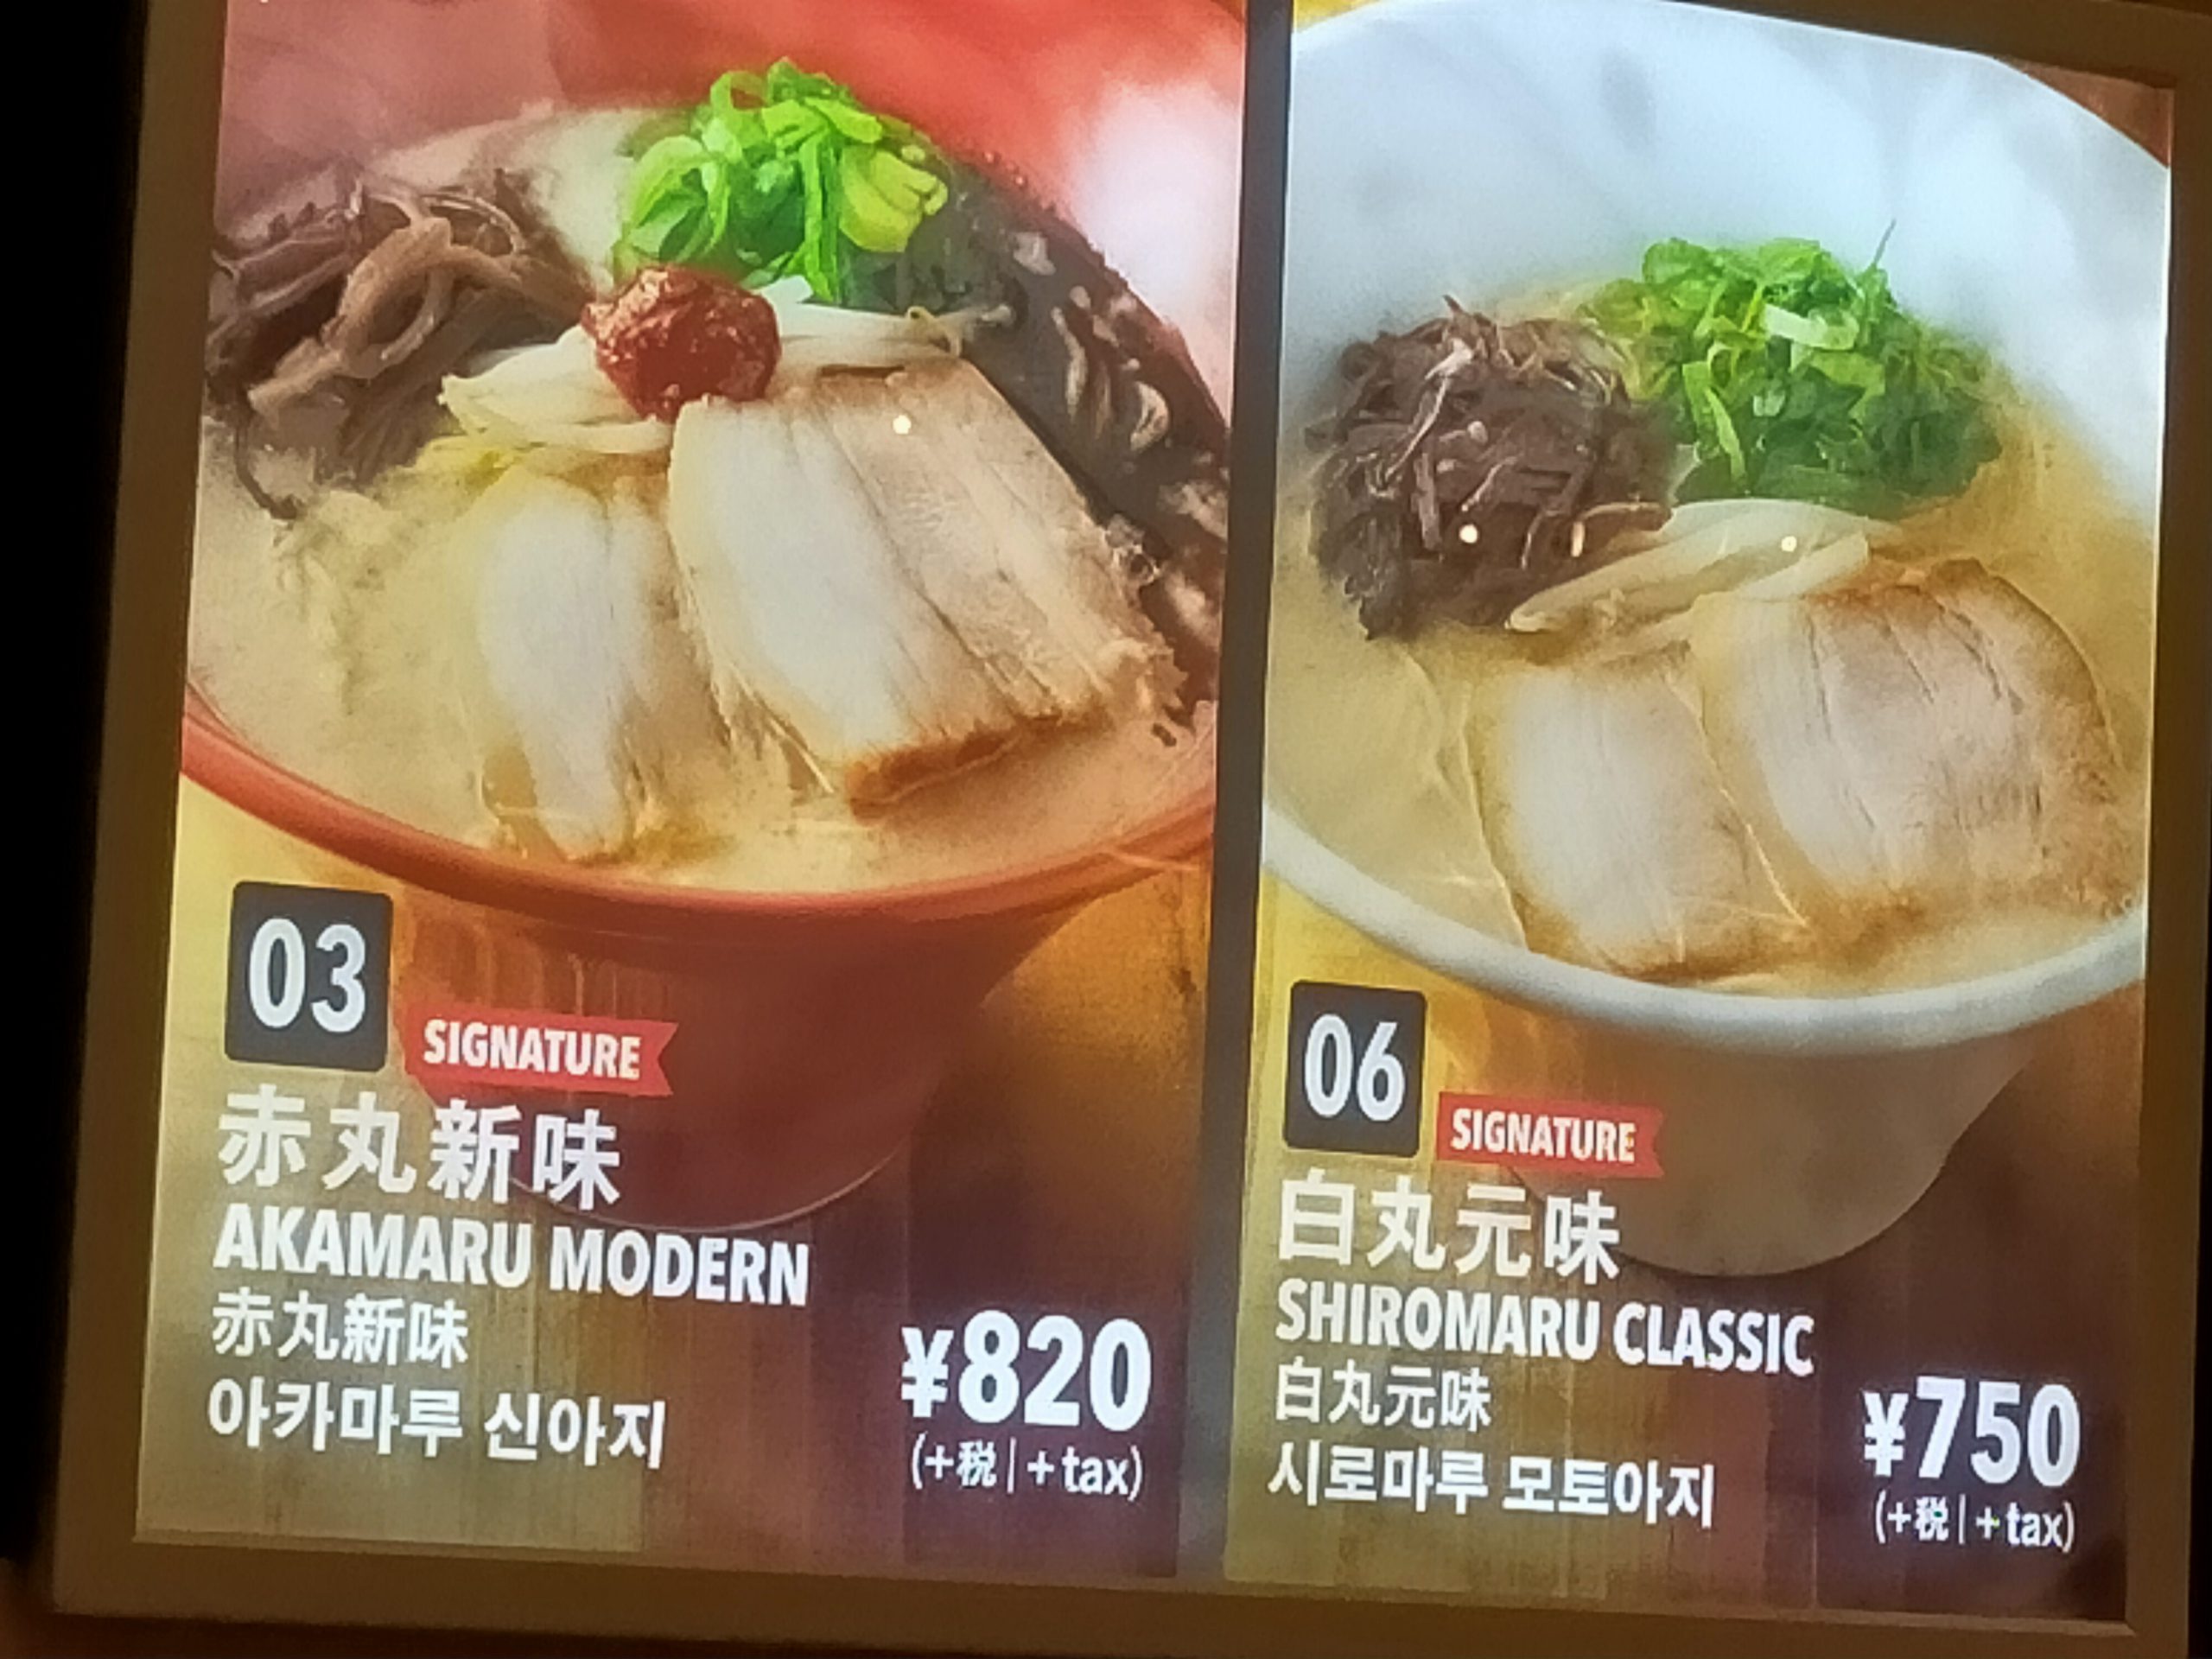 03
SIGNATURE
赤丸新味
AKAMARU MODERN
赤丸新味
아카마루 신아지
¥820
(+税|+tax)
06
SIGNATURE
白丸元味
SHIROMARU CLASSIC
白丸元味
시로마루 모토아지
¥750
(+税|+tax)